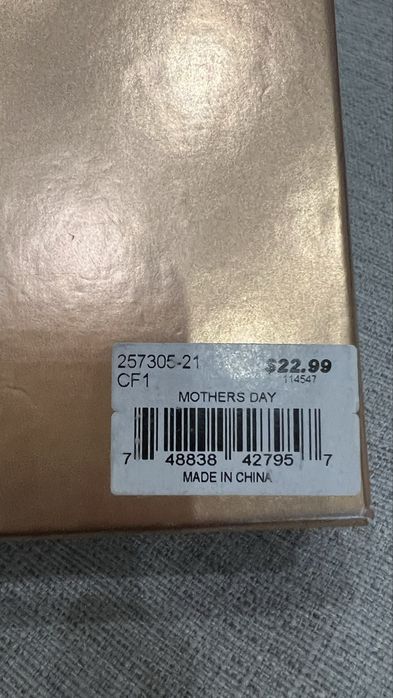 257305-21 $22.99
CF1 114547
MOTHERS DAY
7 48838 42795 7
MADE IN CHINA